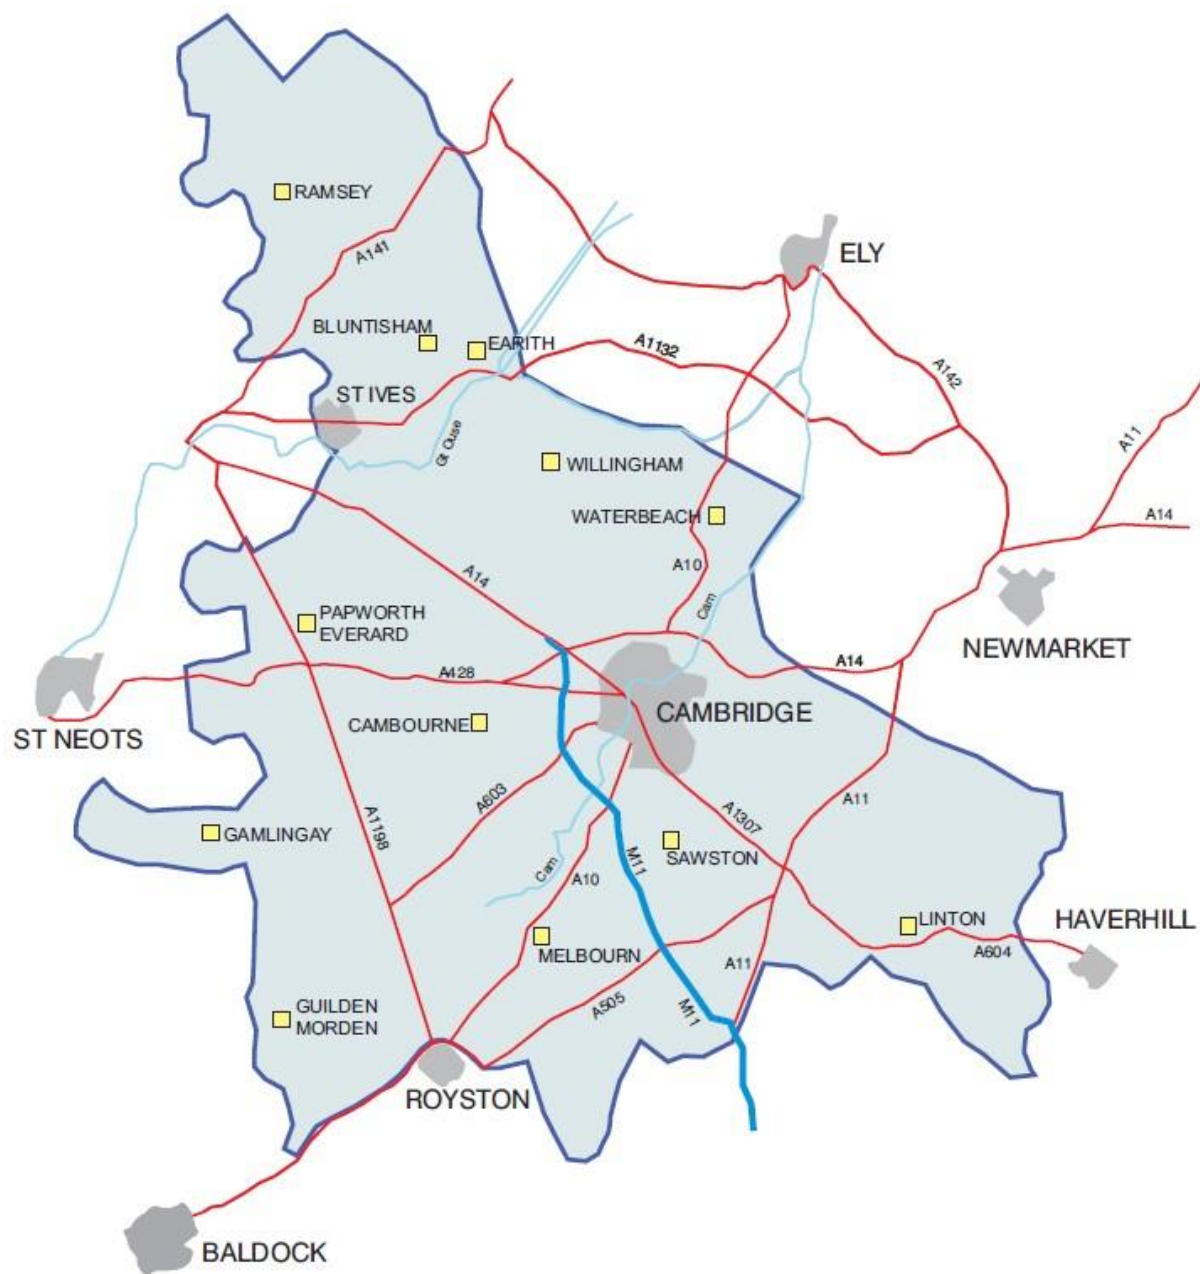 RAMSEY
A141
ELY
BLUNTISHAM
EARITH
A1132
A142
ST IVES
Gt Ouse
A11
WILLINGHAM
WATERBEACH
A14
A10
A14
Cam
PAPWORTH
EVERARD
NEWMARKET
A14
A428
CAMBRIDGE
CAMBOURNE
ST NEOTS
A603
A1198
A1307
A11
GAMLINGAY
M11
SAWSTON
Cam
A10
LINTON
HAVERHILL
MELBOURN
A11
A604
GUILDEN
MORDEN
A505
M11
ROYSTON
BALDOCK